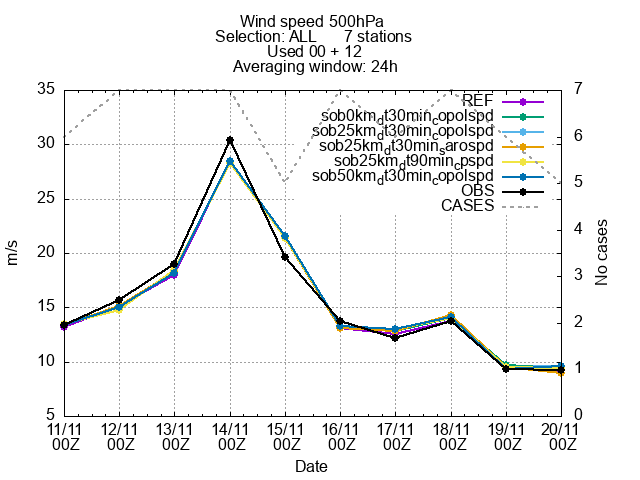 Wind speed 500hPa
Selection: ALL 7 stations
Used 00 + 12
Averaging window: 24h
35 7
REF
sob0km_dt30min_copolspd
sob25km_dt30min_copolspd
30 6
sob25km_dt30min_sarospd
sob25km_dt90min_cpspd
sob50km_dt30min_copolspd
5
OBS
CASES
25
4
m/s
No cases
20
3
15
2
10
1
5 0
11/11 12/11 13/11 14/11 15/11 16/11 17/11 18/11 19/11 20/11
00Z 00Z 00Z 00Z 00Z 00Z 00Z 00Z 00Z 00Z
Date